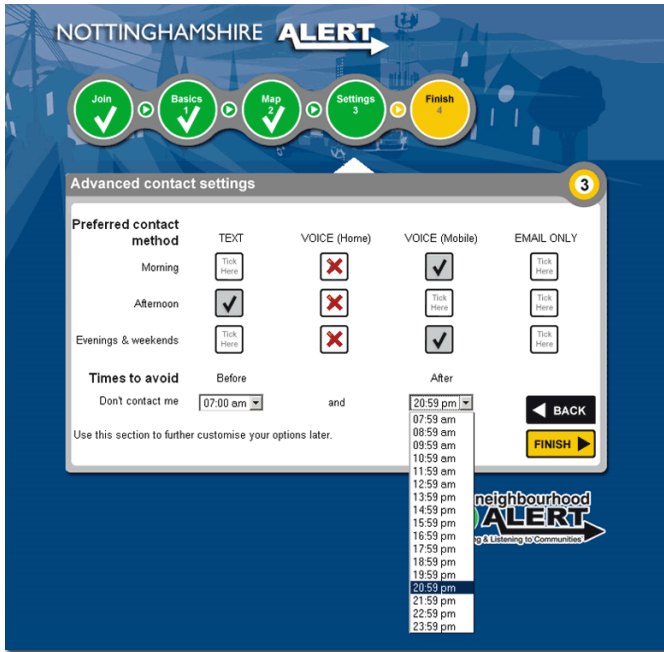 NOTTINGHAMSHIRE ALERT
Join
Basics
1
Map
2
Settings
3
Finish
4
Advanced contact settings
3
Preferred contact
method
TEXT VOICE (Home) VOICE (Mobile) EMAIL ONLY
Morning Tick Here Tick Here
Afternoon Tick Here Tick Here
Evenings & weekends Tick Here Tick Here
Times to avoid Before After
Don't contact me 07:00 am and 20:59 pm
BACK
Use this section to further customise your options later.
FINISH
07:59 am
08:59 am
09:59 am
10:59 am
11:59 am
12:59 am
13:59 pm
14:59 pm
15:59 pm
16:59 pm
17:59 pm
18:59 pm
19:59 pm
20:59 pm
21:59 pm
22:59 pm
23:59 pm
neighbourhood
ALERT
& Listening to Communities